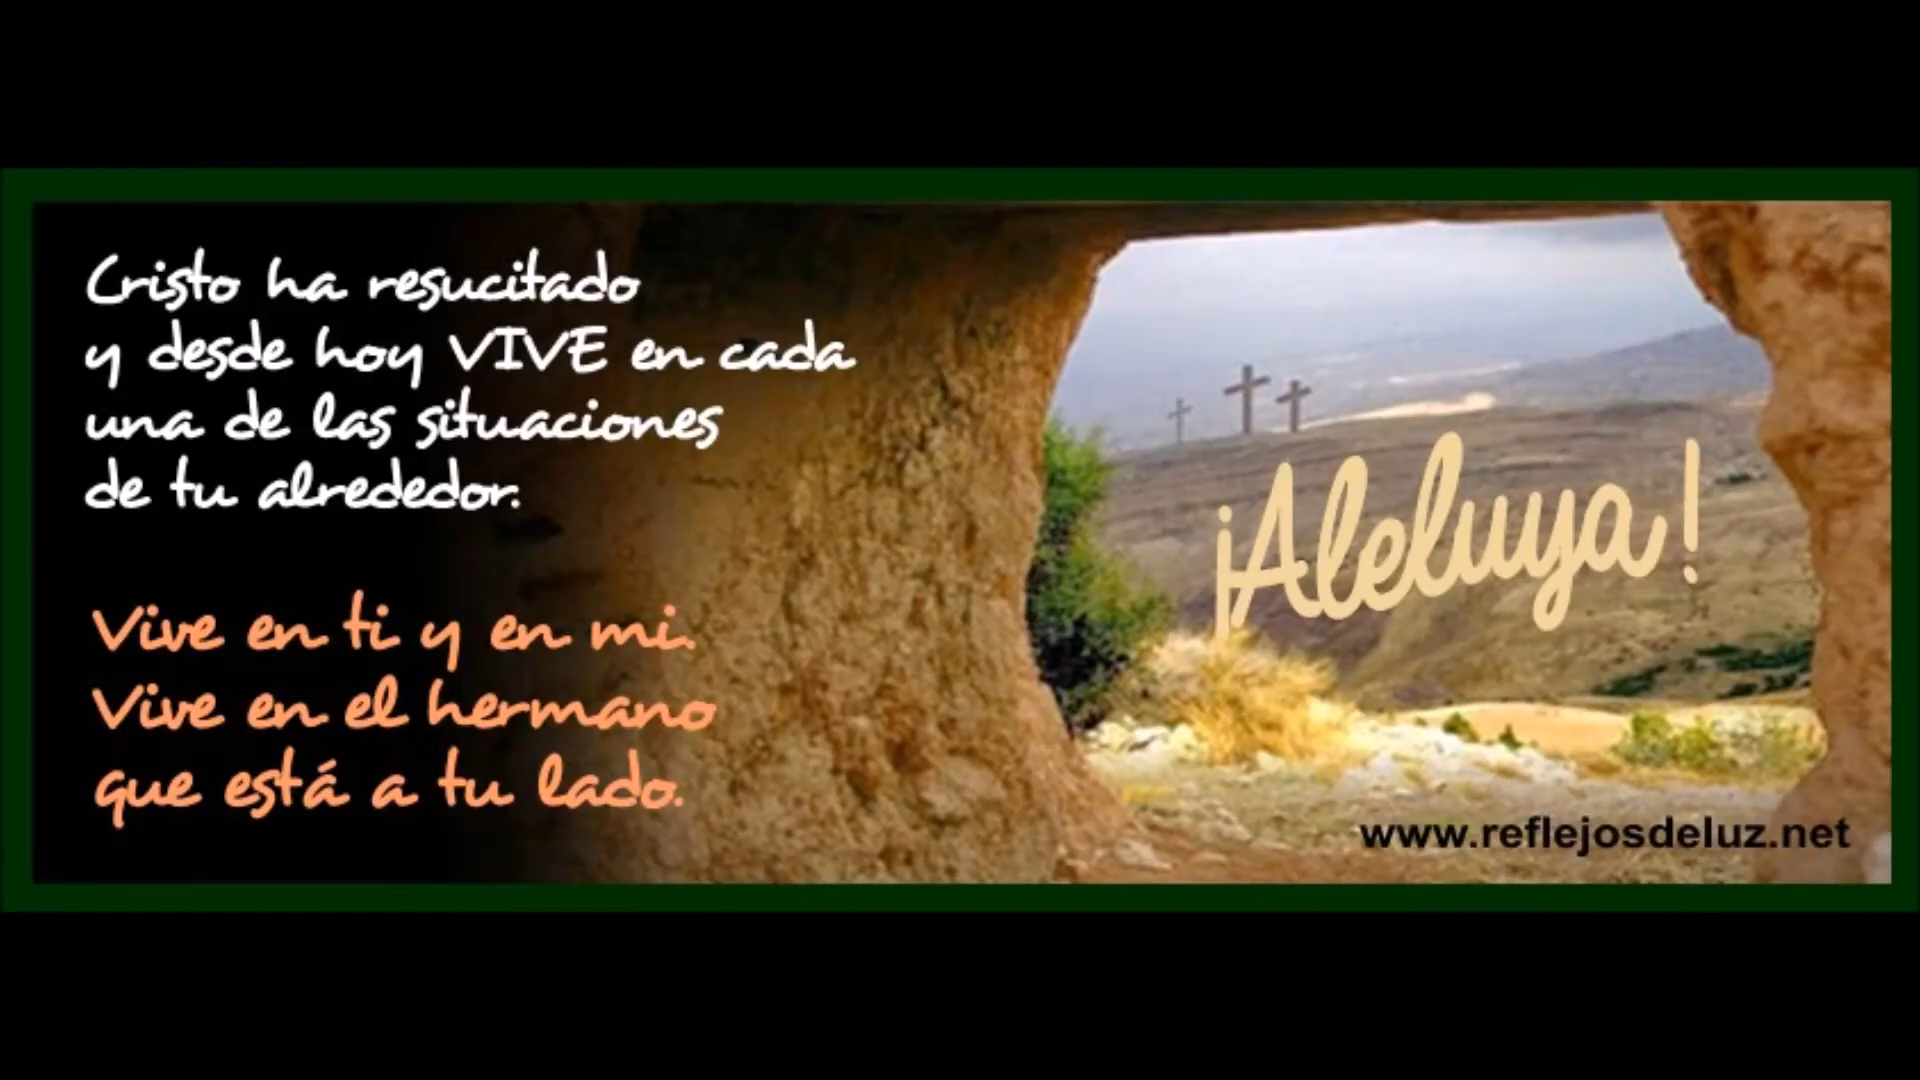 Cristo ha resucitado
y desde hoy VIVE en cada
una de las situaciones
de tu alrededor.
Vive en ti y en mi.
Vive en el hermano
que está a tu lado.
¡Aleluya!
www.reflejosdeluz.net